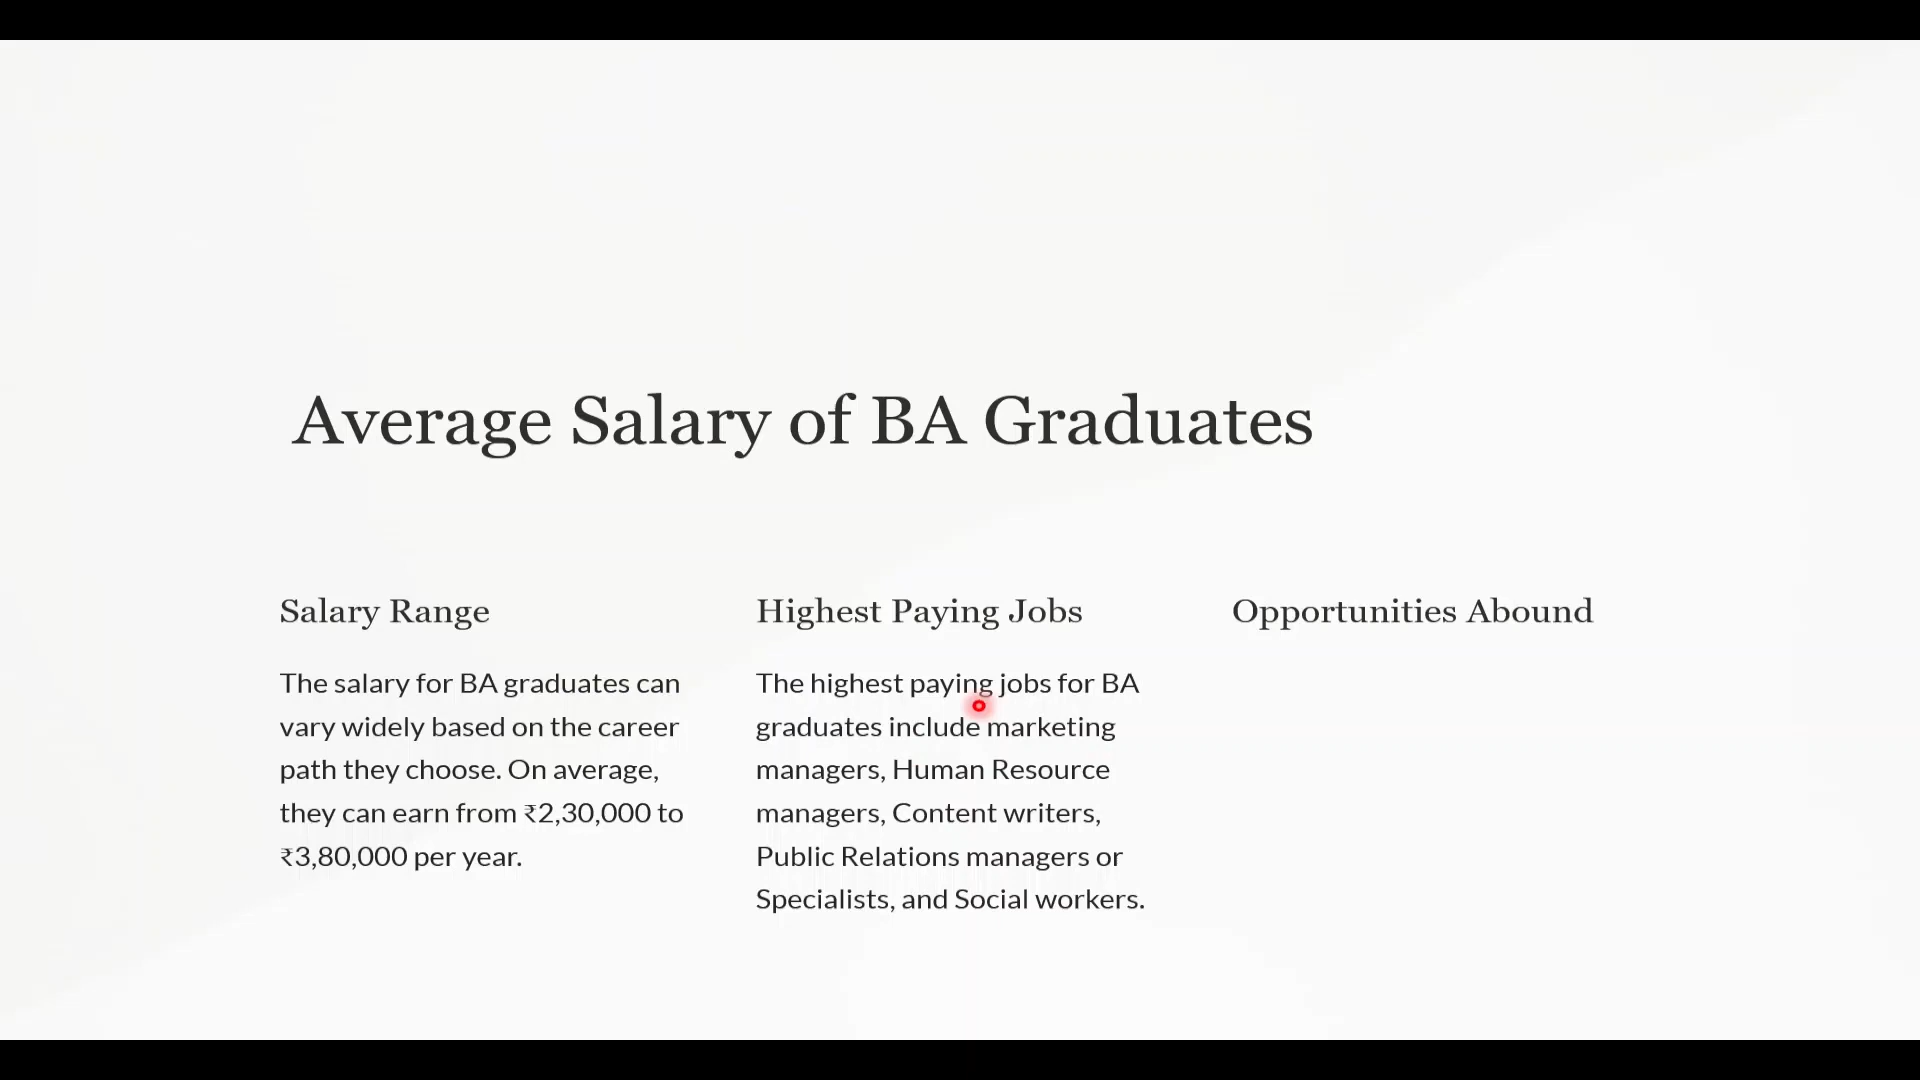 Average Salary of BA Graduates
Salary Range
The salary for BA graduates can
vary widely based on the career
path they choose. On average,
they can earn from ₹2,30,000 to
₹3,80,000 per year.
Highest Paying Jobs
The highest paying jobs for BA
graduates include marketing
managers, Human Resource
managers, Content writers,
Public Relations managers or
Specialists, and Social workers.
Opportunities Abound